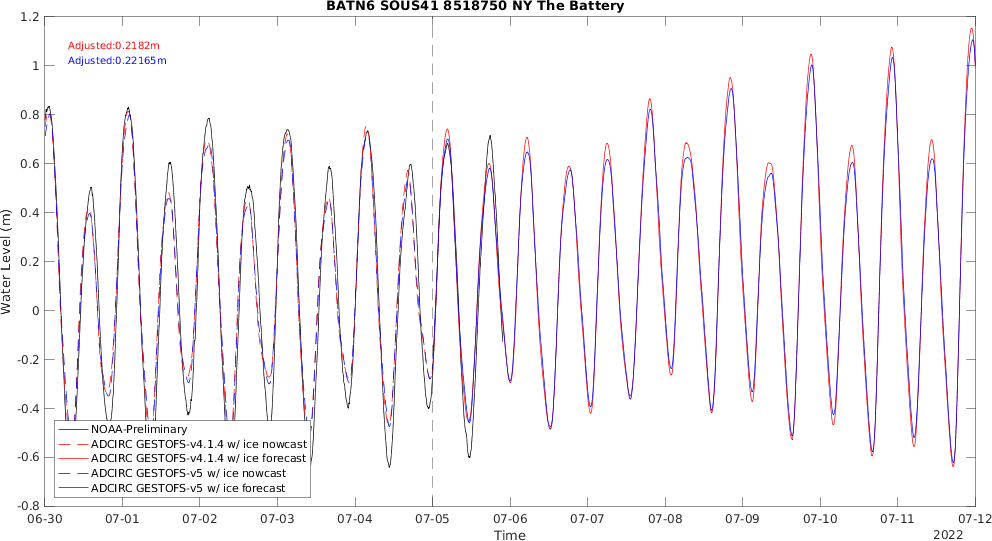 BATN6 SOUS41 8518750 NY The Battery
Adjusted:0.2182m
Adjusted:0.22165m
Water Level (m)
1.2
1
0.8
0.6
0.4
0.2
0
-0.2
-0.4
-0.6
-0.8
NOAA-Preliminary
ADCIRC GESTOFS-v4.1.4 w/ ice nowcast
ADCIRC GESTOFS-v4.1.4 w/ ice forecast
ADCIRC GESTOFS-v5 w/ ice nowcast
ADCIRC GESTOFS-v5 w/ ice forecast
06-30 07-01 07-02 07-03 07-04 07-05 07-06 07-07 07-08 07-09 07-10 07-11 07-12
Time
2022